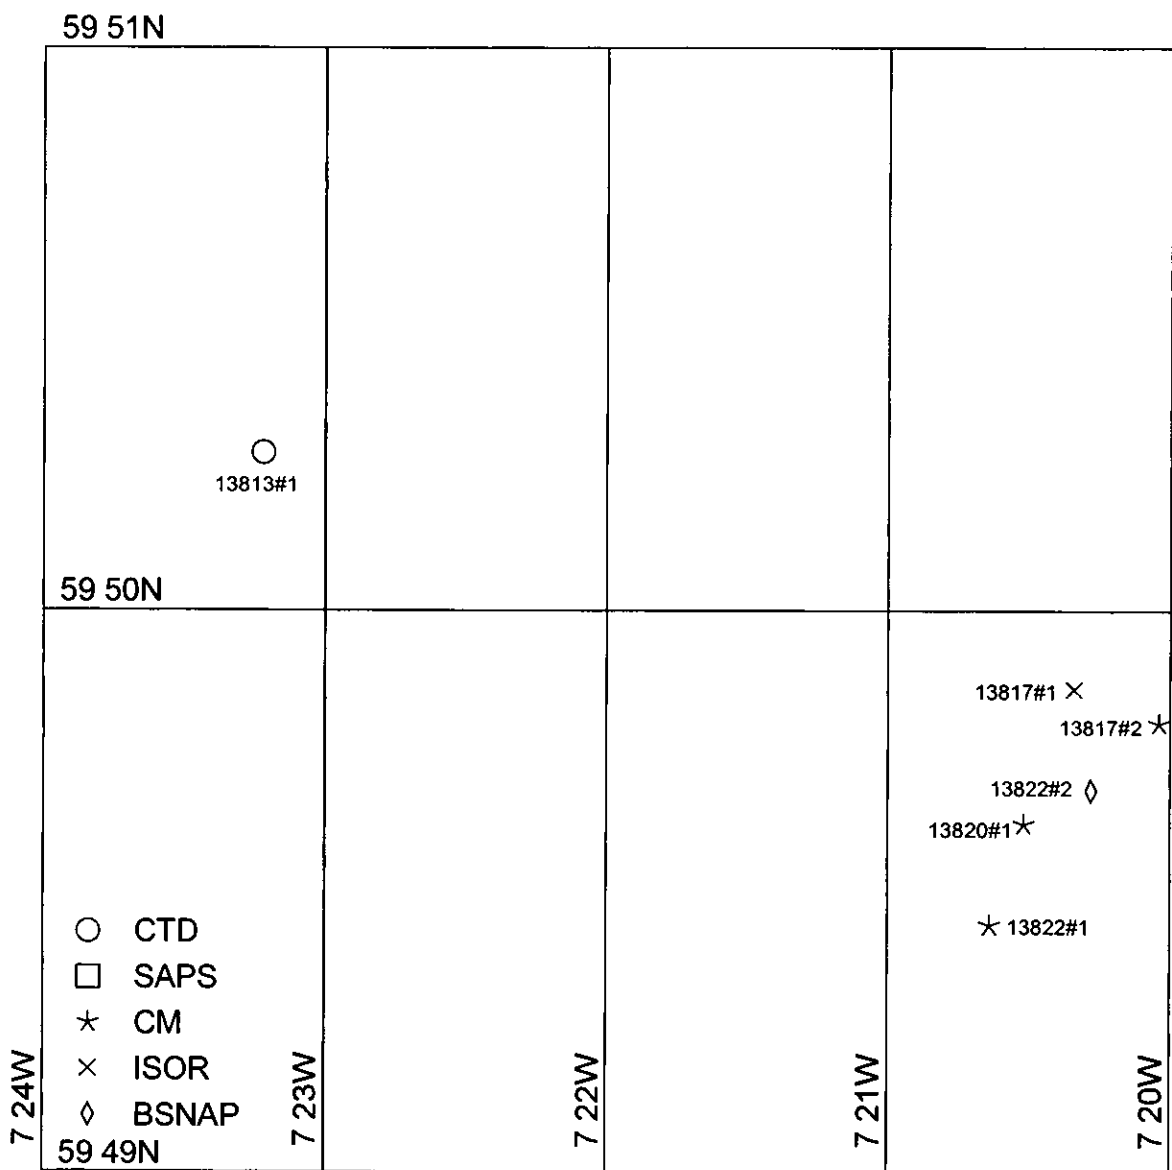 59 51N
13813#1
59 50N
13817#1
13817#2
13822#2
13820#1
13822#1
CTD
SAPS
CM
ISOR
BSNAP
7 24W
7 23W
7 22W
7 21W
7 20W
59 49N